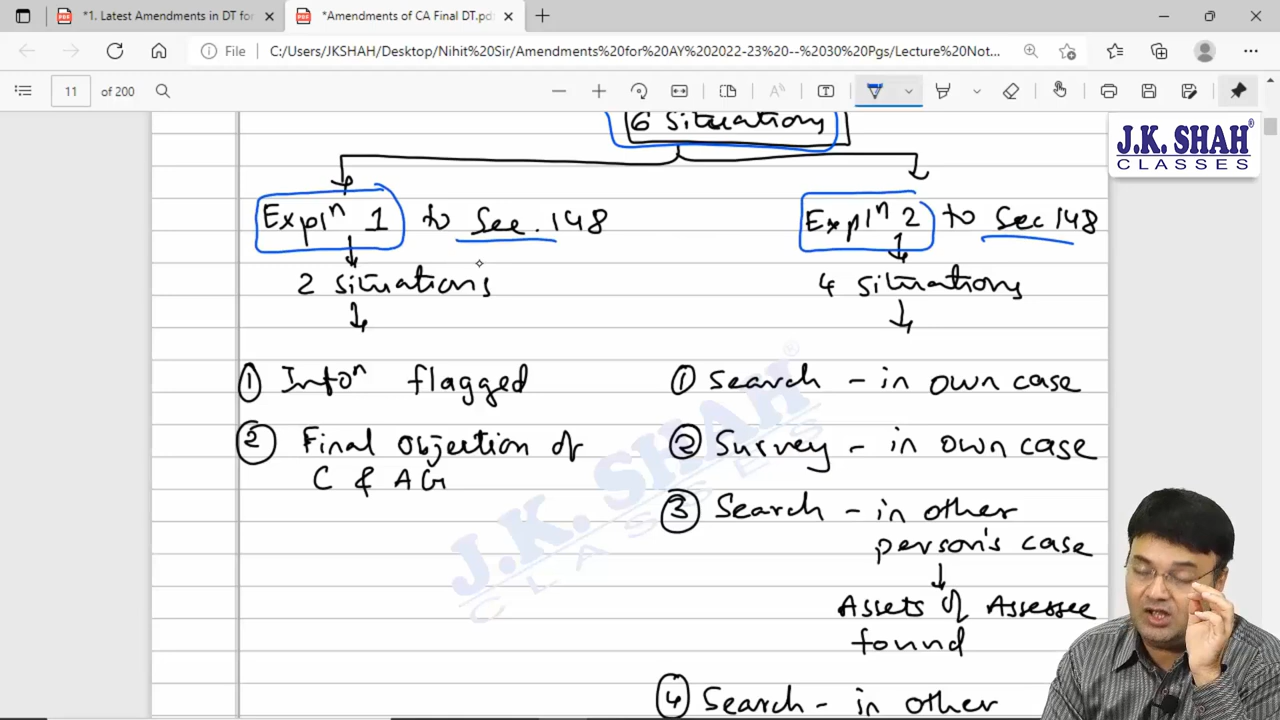 *1. Latest Amendments in DT for
*Amendments of CA Final DT.pd
File
C:/Users/JKSHAH/Desktop/Nihit%20Sir/Amendments%20for%20AY%202022-23%20--%2030%20Pgs/Lecture%20Not...
11 of 200
J.K. SHAH®
CLASSES
6 Situations
Explⁿ 1 to Sec. 148
Explⁿ 2 to Sec 148
2 situations
4 situations
① Infoⁿ flagged
② Final objection of
C & AG
① Search - in own case
② Survey - in own case
③ Search - in other
person's case
Assets of Assessee
found
④ Search - in other
J.K. SHAH®
CLASSES